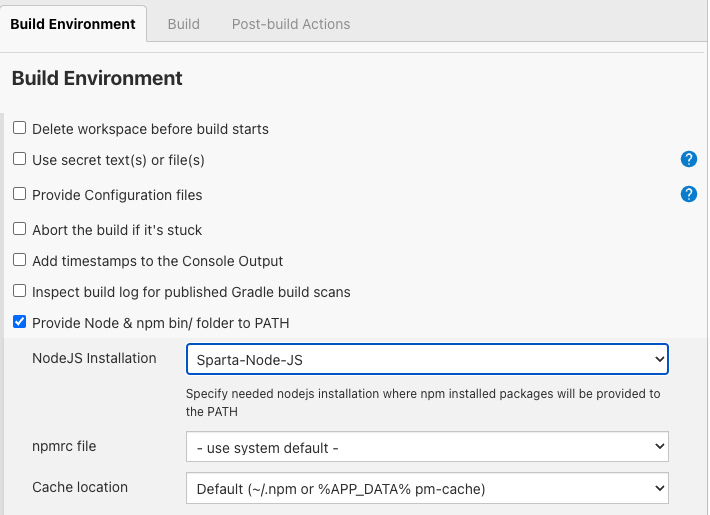 Build Environment Build Post-build Actions
Build Environment
Delete workspace before build starts
Use secret text(s) or file(s) ?
Provide Configuration files ?
Abort the build if it's stuck
Add timestamps to the Console Output
Inspect build log for published Gradle build scans
Provide Node & npm bin/ folder to PATH
NodeJS Installation Sparta-Node-JS
Specify needed nodejs installation where npm installed packages will be provided to
the PATH
npmrc file - use system default -
Cache location Default (~/.npm or %APP_DATA% pm-cache)